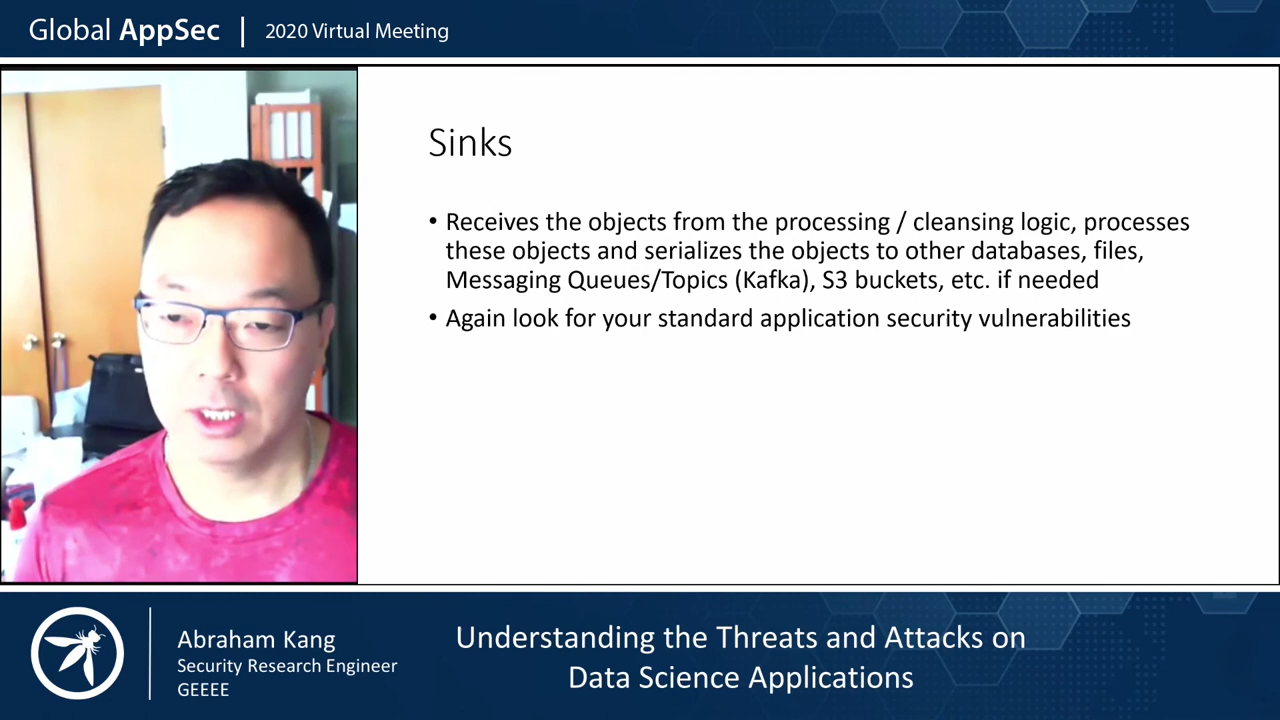 Global AppSec | 2020 Virtual Meeting
Sinks
• Receives the objects from the processing / cleansing logic, processes
these objects and serializes the objects to other databases, files,
Messaging Queues/Topics (Kafka), S3 buckets, etc. if needed
• Again look for your standard application security vulnerabilities
Abraham Kang
Security Research Engineer
GEEEE
Understanding the Threats and Attacks on
Data Science Applications